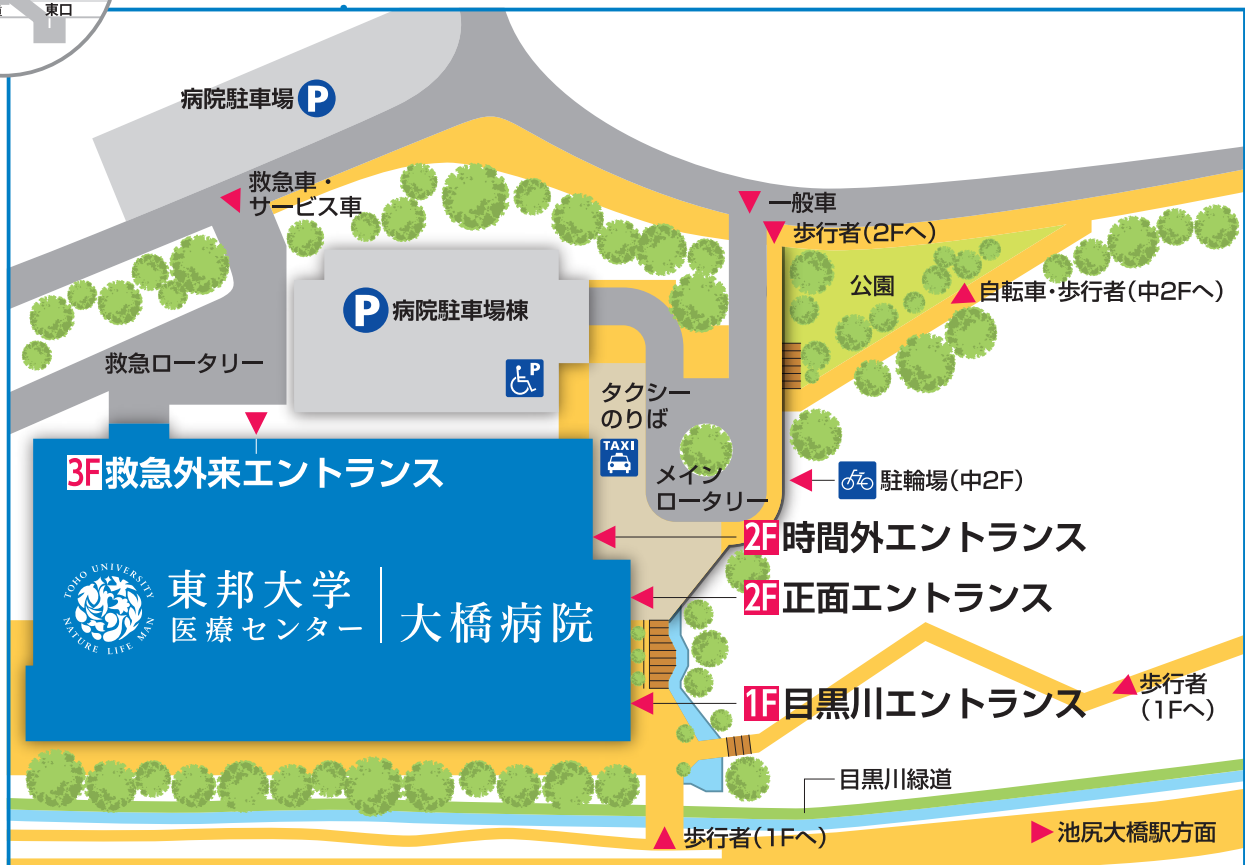 東口
病院駐車場 P
救急車・
サービス車
一般車
歩行者(2Fへ)
公園
自転車・歩行者(中2Fへ)
P 病院駐車場棟
P
救急ロータリー
タクシー
のりば
TAXI
メイン
ロータリー
駐輪場(中2F)
3F救急外来エントランス
2F時間外エントランス
2F正面エントランス
TOHO UNIVERSITY
NATURE LIFE MAN
東邦大学
医療センター
大橋病院
1F目黒川エントランス
歩行者
(1Fへ)
目黒川緑道
歩行者(1Fへ)
池尻大橋駅方面